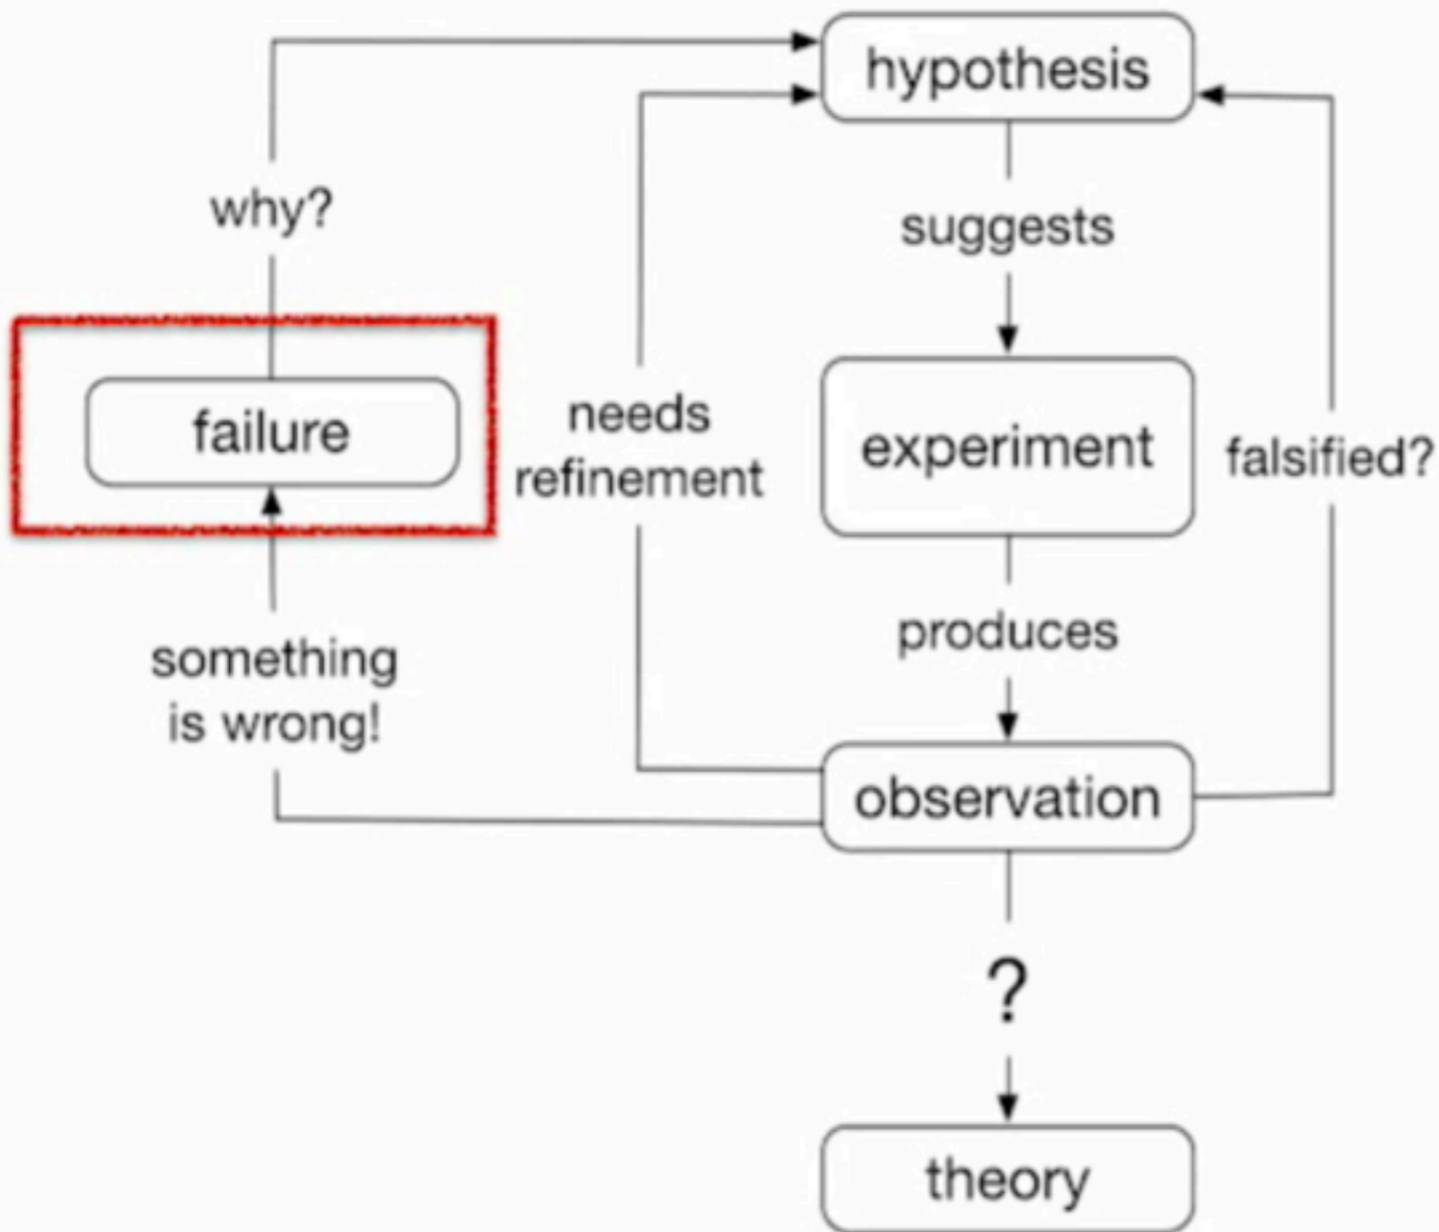 hypothesis
why?
suggests
failure
needs
refinement
experiment
falsified?
something
is wrong!
produces
observation
?
theory